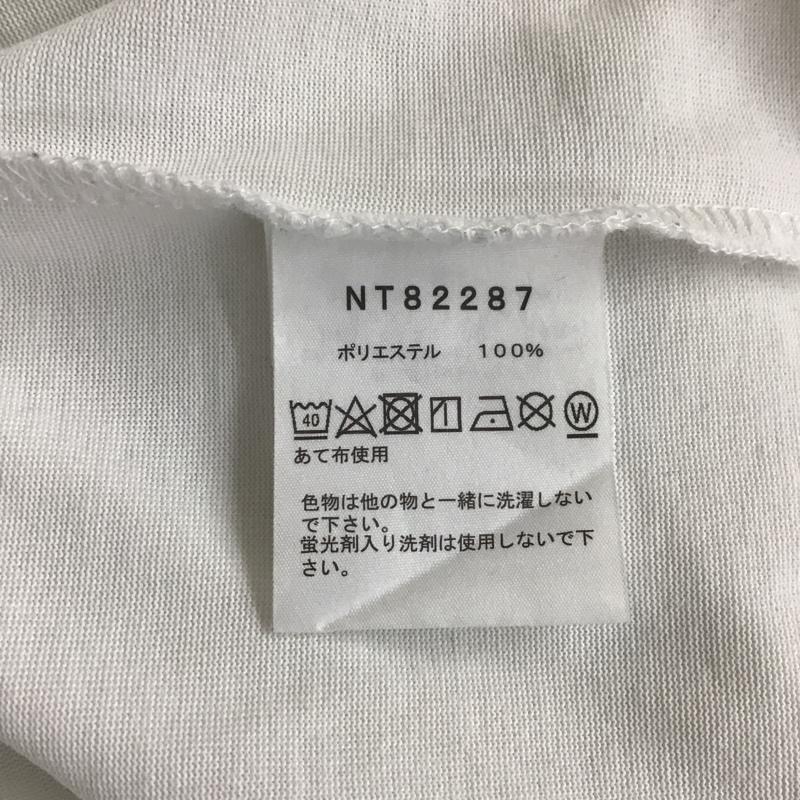 NT82287
ポリエステル　100%
40 W
あて布使用
色物は他の物と一緒に洗濯しない
で下さい。
蛍光剤入り洗剤は使用しないで下
さい。